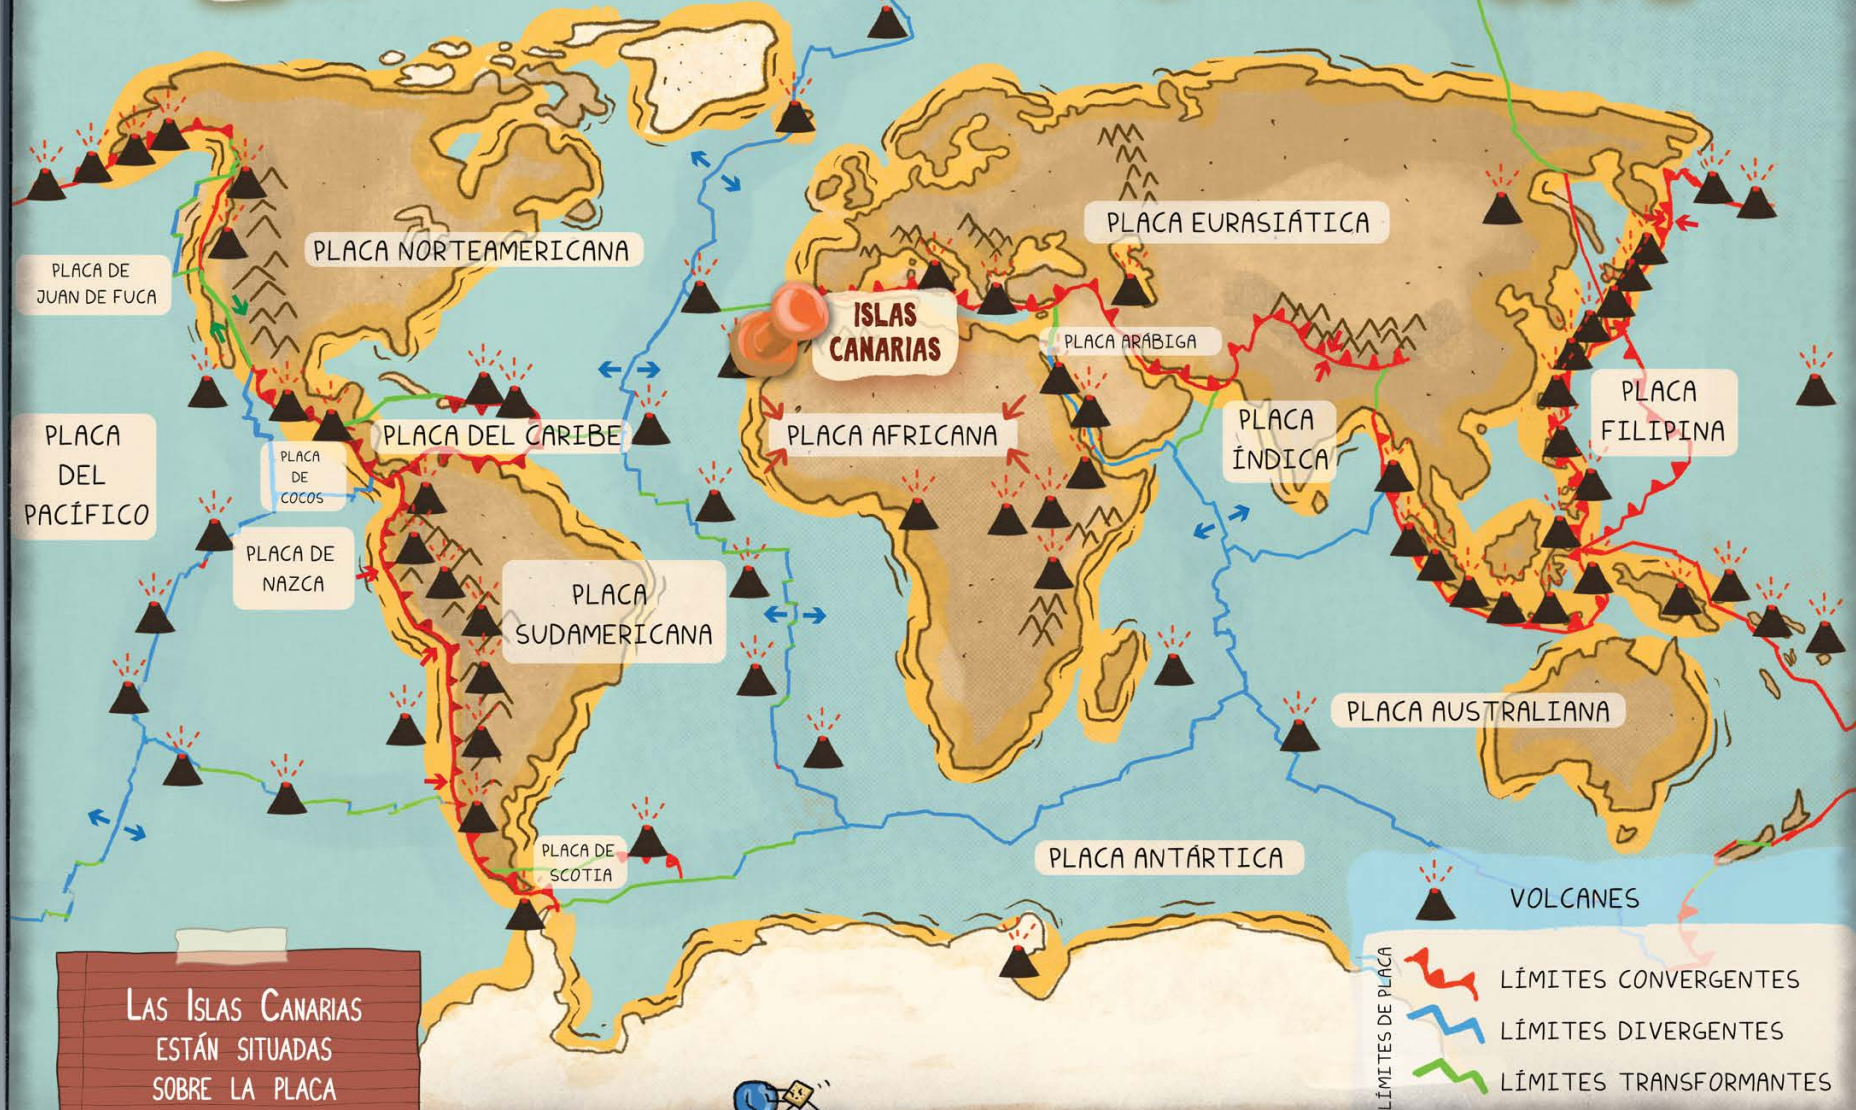 PLACA NORTEAMERICANA
PLACA EUROASIÁTICA
PLACA DE
JUAN DE FUCA
ISLAS
CANARIAS
PLACA ARÁBIGA
PLACA
DEL
PACÍFICO
PLACA
DE
COCOS
PLACA DEL CARIBE
PLACA AFRICANA
PLACA
ÍNDICA
PLACA
FILIPINA
PLACA DE
NAZCA
PLACA
SUDAMERICANA
PLACA AUSTRALIANA
PLACA DE
SCOTIA
PLACA ANTÁRTICA
VOLCANES
LÍMITES DE PLACA
LÍMITES CONVERGENTES
LÍMITES DIVERGENTES
LÍMITES TRANSFORMANTES
LAS ISLAS CANARIAS
ESTÁN SITUADAS
SOBRE LA PLACA